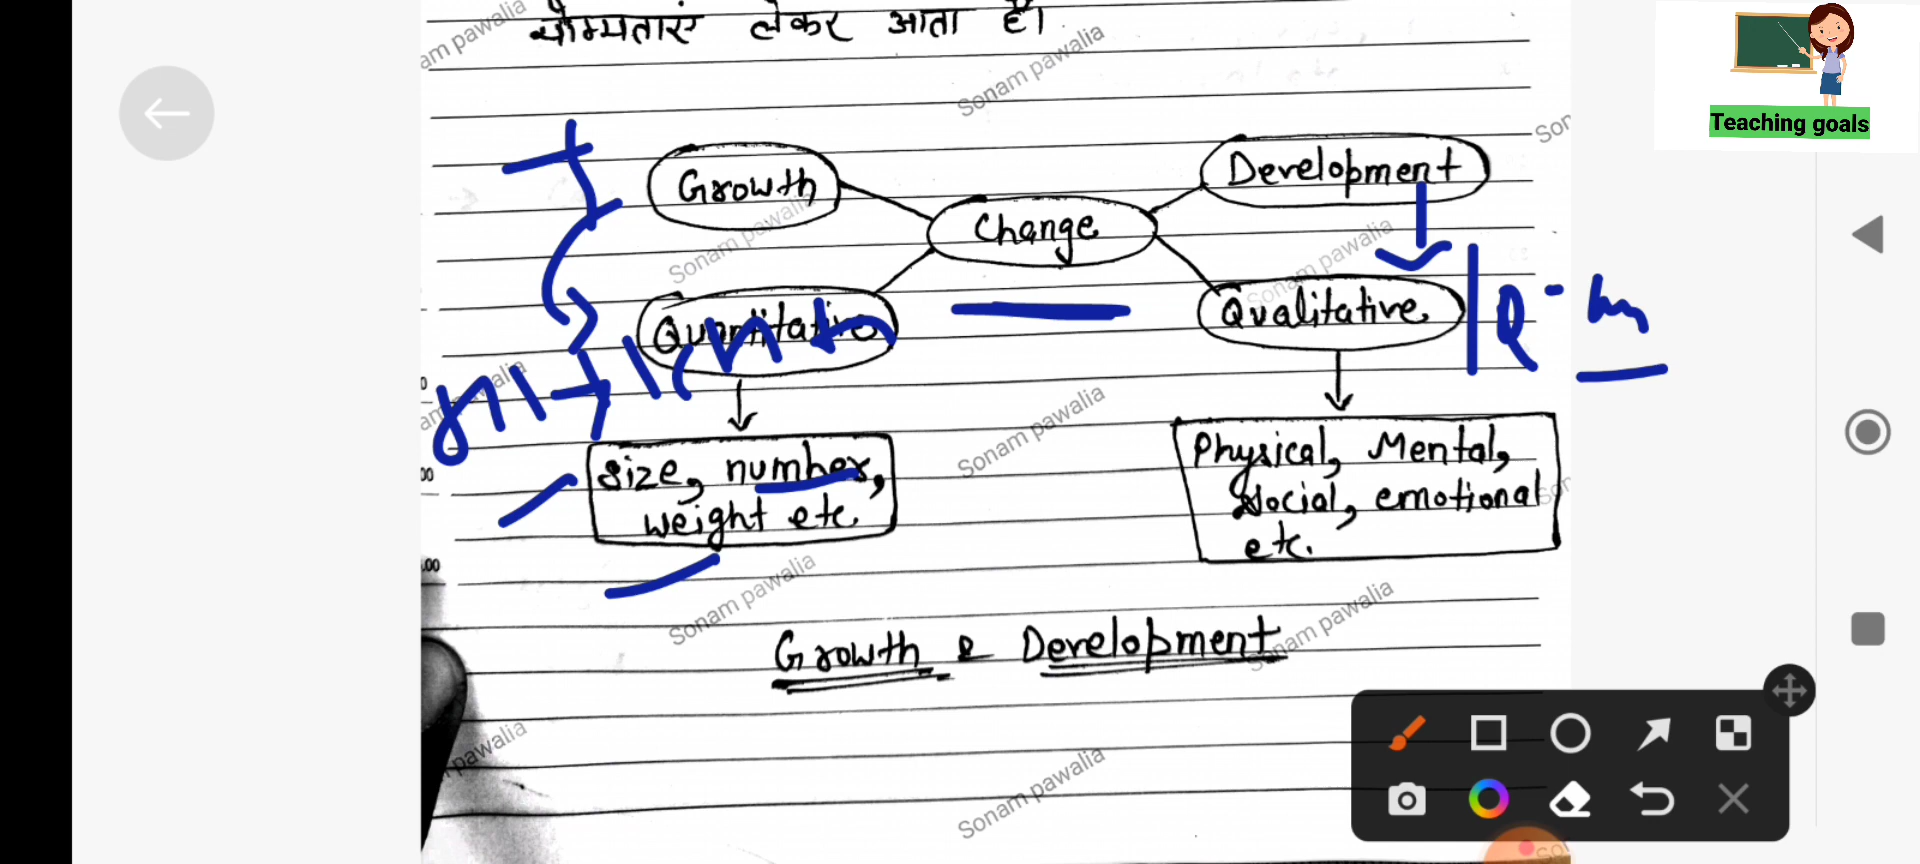 योग्यताएं लेकर आता है।
Teaching goals
Growth
Development
Change
Quantitative
Qualitative
Size, number,
weight etc.
Physical, Mental,
Social, emotional
etc.
Growth & Development
Sonam pawalia